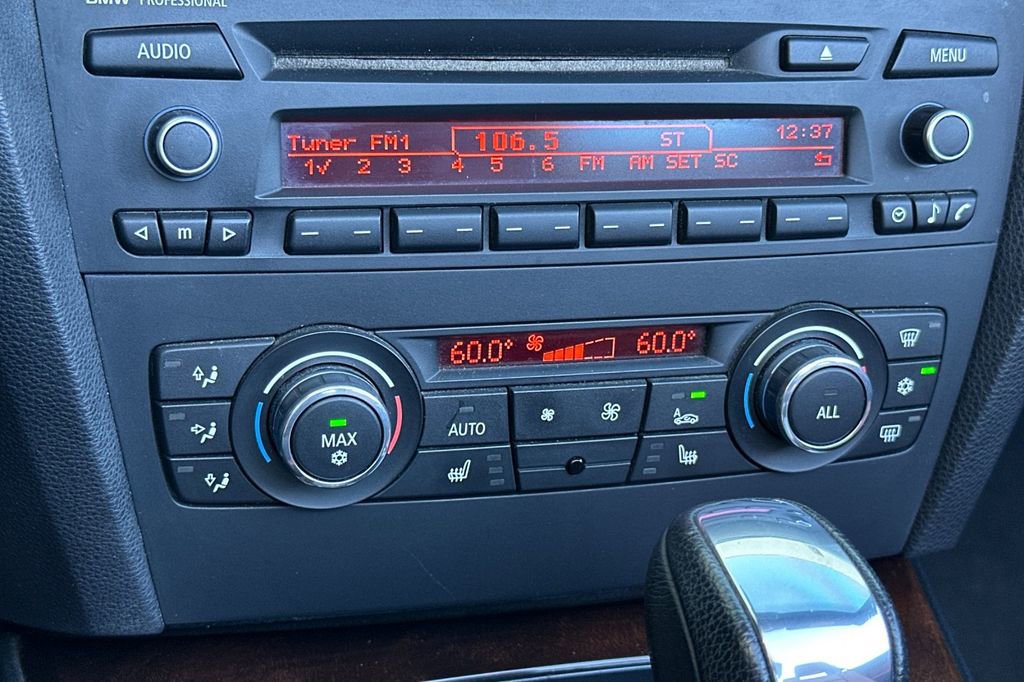 BMW PROFESSIONAL
AUDIO
MENU
Tuner FM1 106.5 ST 12:37
1√ 2 3 4 5 6 FM AM SET SC
m
60.0° 60.0°
MAX
AUTO
A
ALL